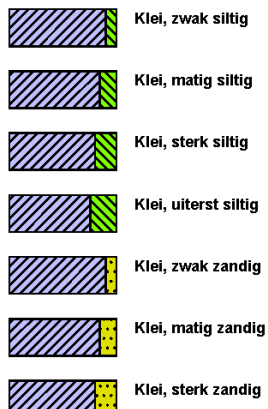 Klei, zwak siltig
Klei, matig siltig
Klei, sterk siltig
Klei, uiterst siltig
Klei, zwak zandig
Klei, matig zandig
Klei, sterk zandig